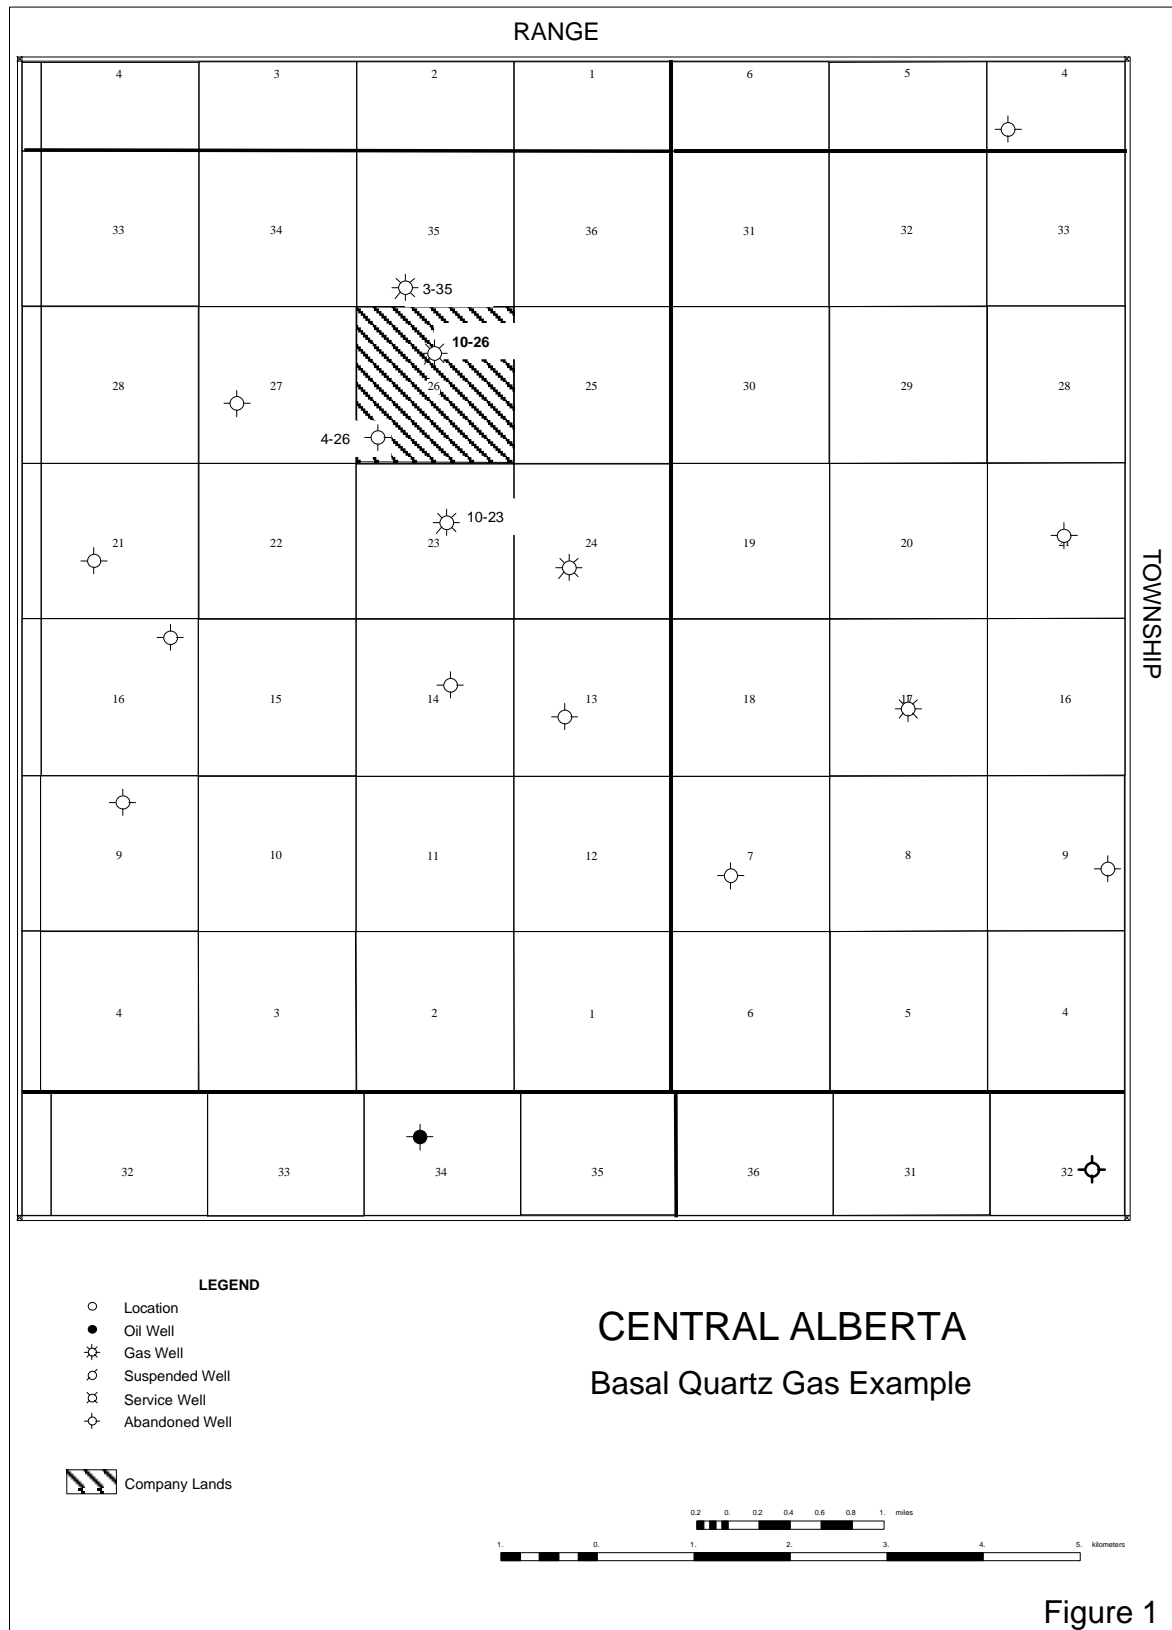 RANGE
4 3 2 1 6 5 4
33 34 35 36 31 32 33
3-35
10-26
28 27 26 25 30 29 28
4-26
10-23
21 22 23 24 19 20 21
TOWNSHIP
16 15 14 13 18 17 16
9 10 11 12 7 8 9
4 3 2 1 6 5 4
32 33 34 35 36 31 32
LEGEND
Location
Oil Well
Gas Well
Suspended Well
Service Well
Abandoned Well
Company Lands
CENTRAL ALBERTA
Basal Quartz Gas Example
0.2 0. 0.2 0.4 0.6 0.8 1. miles
1. 0. 1. 2. 3. 4. 5. kilometers
Figure 1